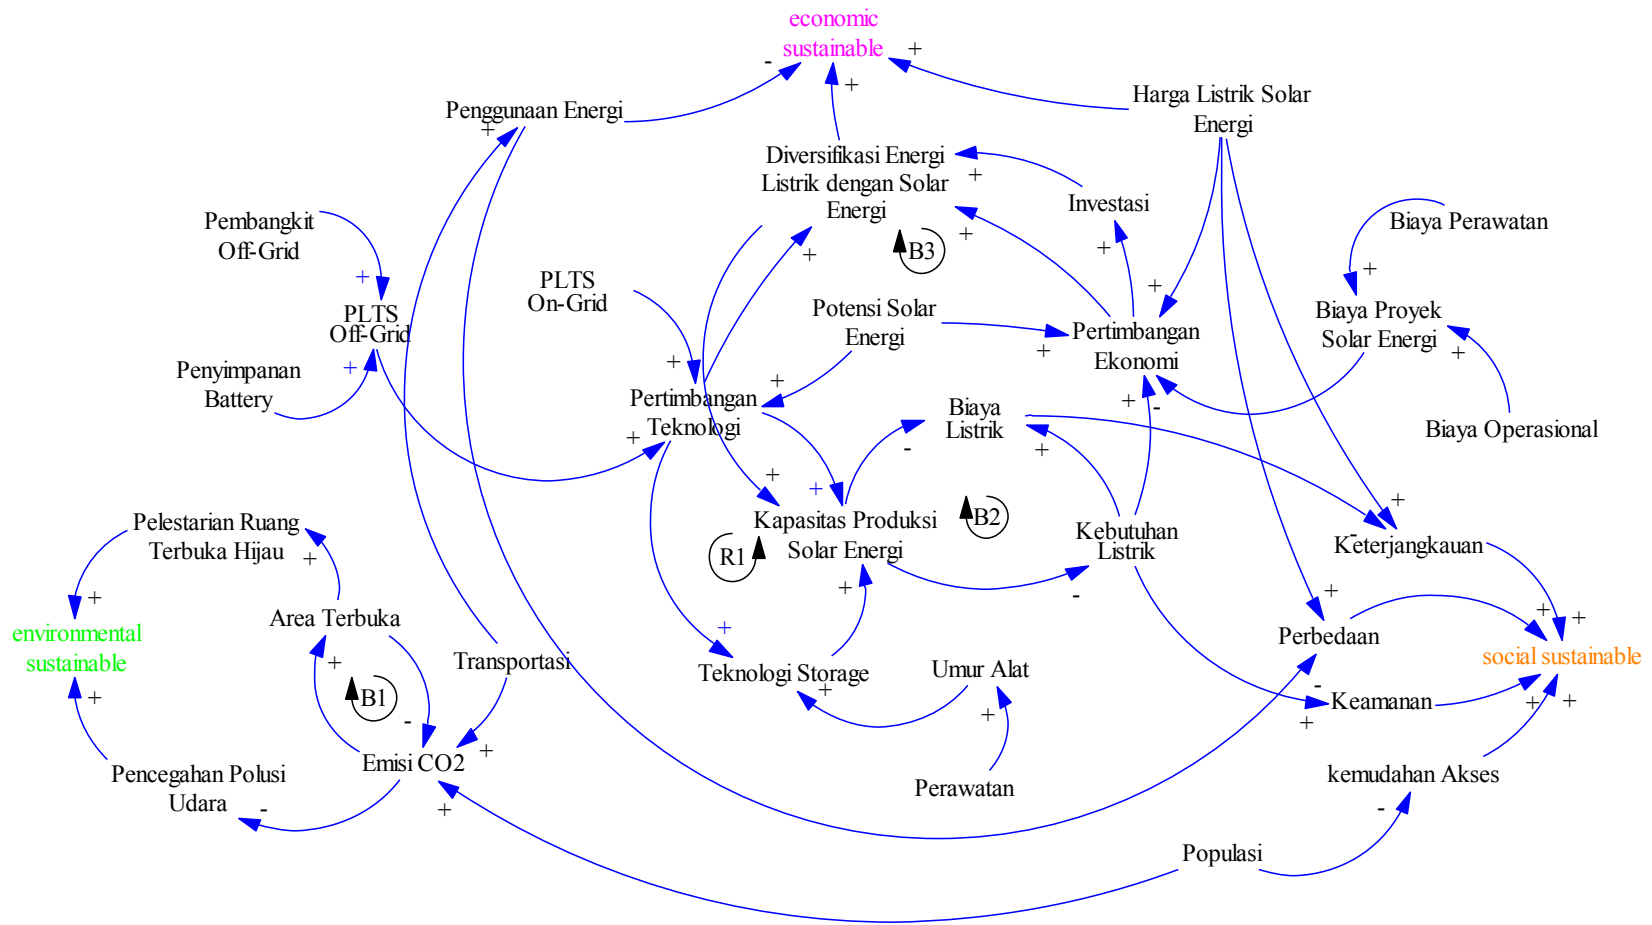 economic
sustainable
Penggunaan Energi
Harga Listrik Solar
Energi
Diversifikasi Energi
Listrik dengan Solar
Energi
Investasi
Biaya Perawatan
Pembangkit
Off-Grid
B3
PLTS
On-Grid
PLTS
Off-Grid
Potensi Solar
Energi
Pertimbangan
Ekonomi
Biaya Proyek
Solar Energi
Penyimpanan
Battery
Pertimbangan
Teknologi
Biaya
Listrik
Biaya Operasional
Pelestarian Ruang
Terbuka Hijau
Kapasitas Produksi
Solar Energi
B2
R1
Kebutuhan
Listrik
Keterjangkauan
environmental
sustainable
Area Terbuka
Transportasi
Teknologi Storage
Umur Alat
Perbedaan
social sustainable
B1
Keamanan
Emisi CO2
Pencegahan Polusi
Udara
Perawatan
kemudahan Akses
Populasi